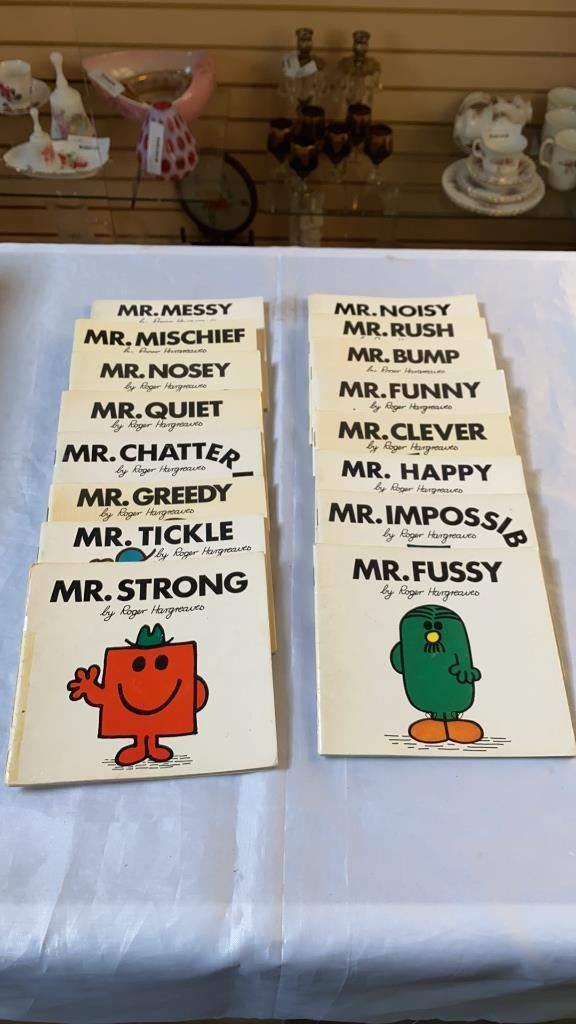 MR. MESSY
MR. MISCHIEF
by Roger Hargreaves
MR. NOSEY
by Roger Hargreaves
MR. QUIET
by Roger Hargreaves
MR. CHATTER
by Roger Hargreaves
MR. GREEDY
by Roger Hargreaves
MR. TICKLE
by Roger Hargreaves
MR. STRONG
by Roger Hargreaves
MR. NOISY
MR. RUSH
MR. BUMP
MR. FUNNY
by Roger Hargreaves
MR. CLEVER
by Roger Hargreaves
MR. HAPPY
by Roger Hargreaves
MR. IMPOSSIB
by Roger Hargreaves
MR. FUSSY
by Roger Hargreaves